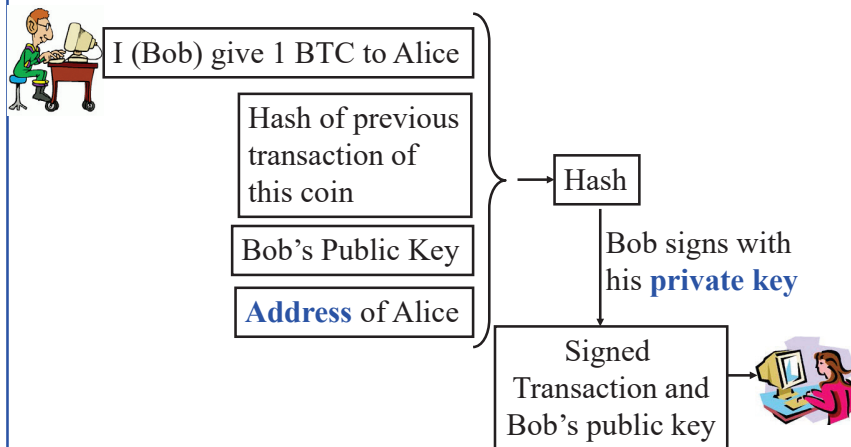 I (Bob) give 1 BTC to Alice
Hash of previous
transaction of
this coin
Bob’s Public Key
Address of Alice
Hash
Bob signs with
his private key
Signed
Transaction and
Bob’s public key